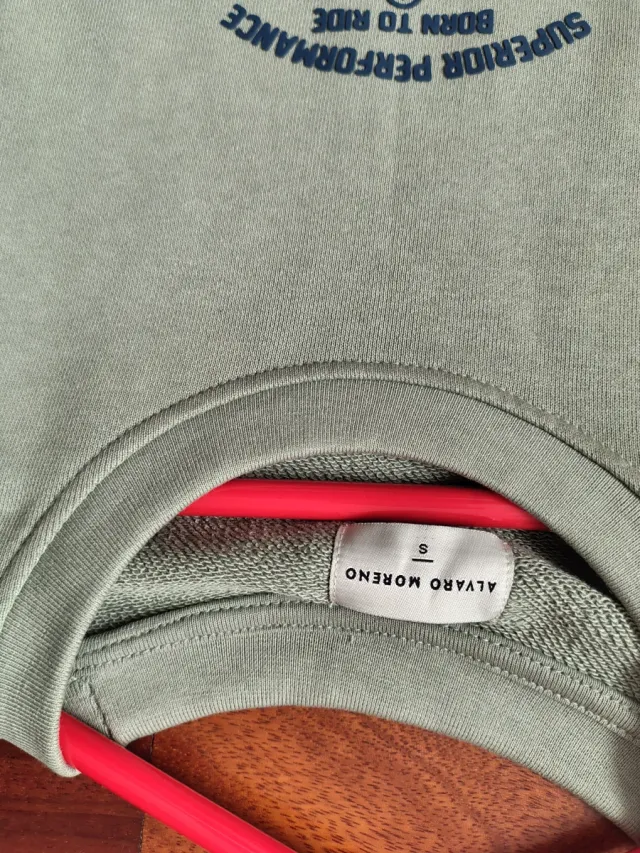 ALVARO MORENO
S
SUPERIOR PERFORMANCE
BORN TO RIDE